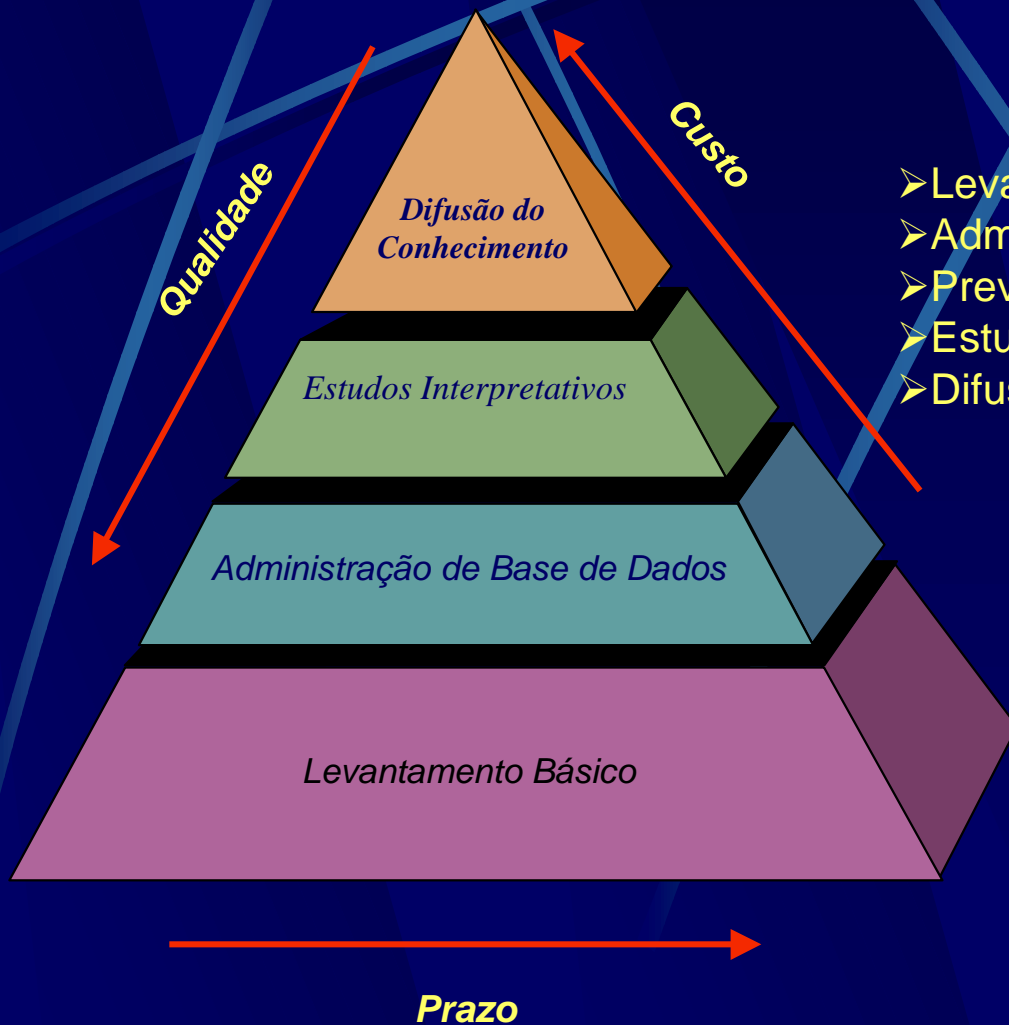 Qualidade
Custo
Difusão do
Conhecimento
Estudos Interpretativos
Administração de Base de Dados
Levantamento Básico
Prazo